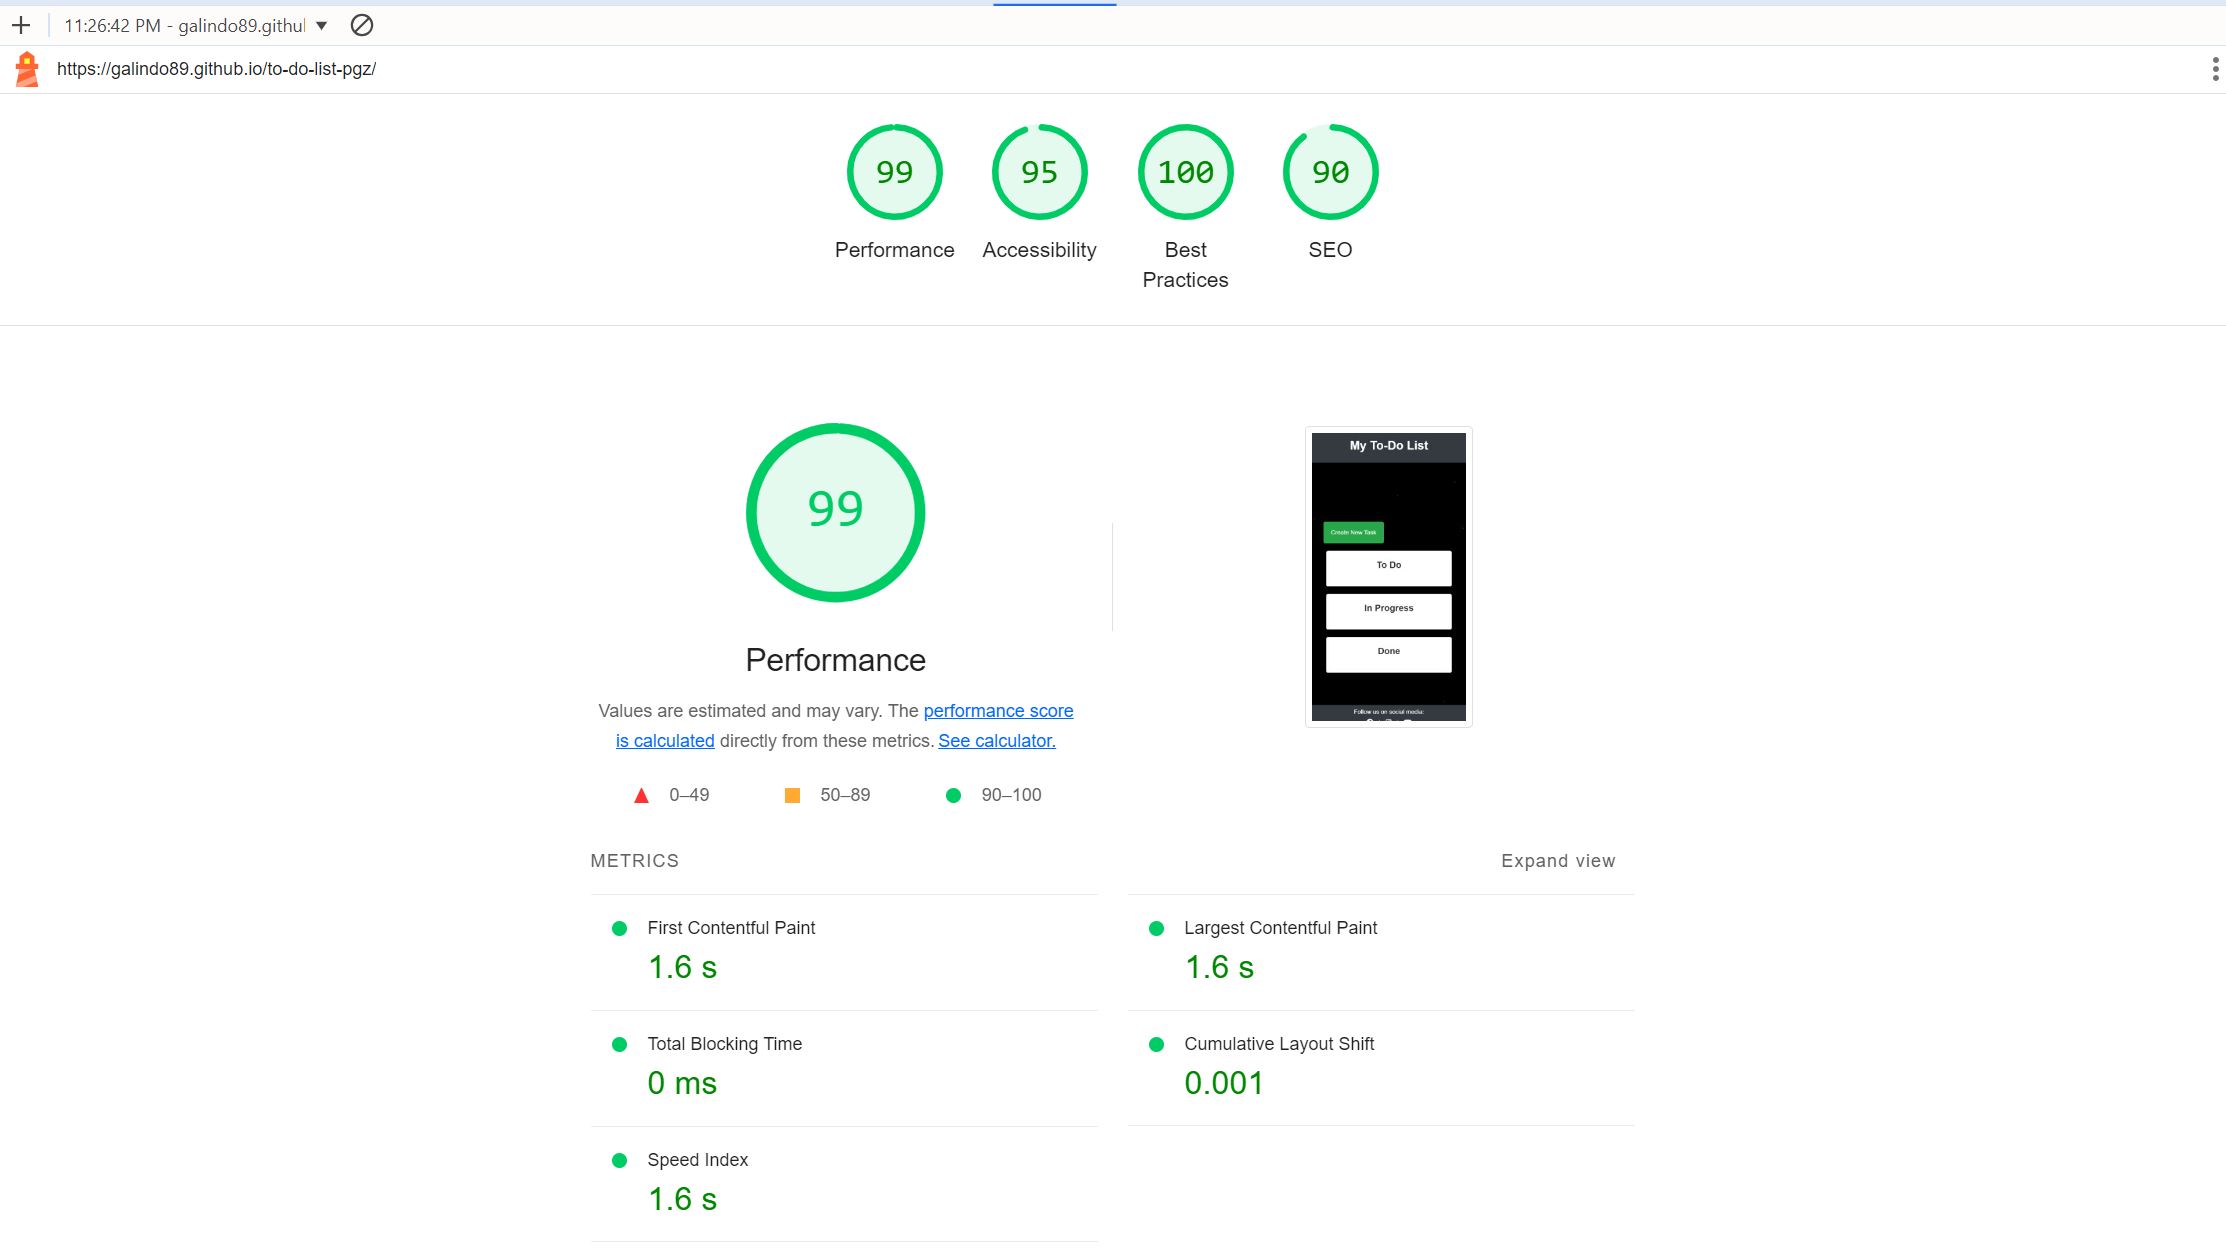 11:26:42 PM - galindo89.githu
https://galindo89.github.io/to-do-list-pgz/
99
95
100
90
Performance
Accessibility
Best
Practices
SEO
99
Performance
Values are estimated and may vary. The performance score
is calculated directly from these metrics. See calculator.
0–49
50–89
90–100
My To-Do List
Create New Task
To Do
In Progress
Done
Follow us on social media:
METRICS
Expand view
First Contentful Paint
1.6 s
Largest Contentful Paint
1.6 s
Total Blocking Time
0 ms
Cumulative Layout Shift
0.001
Speed Index
1.6 s